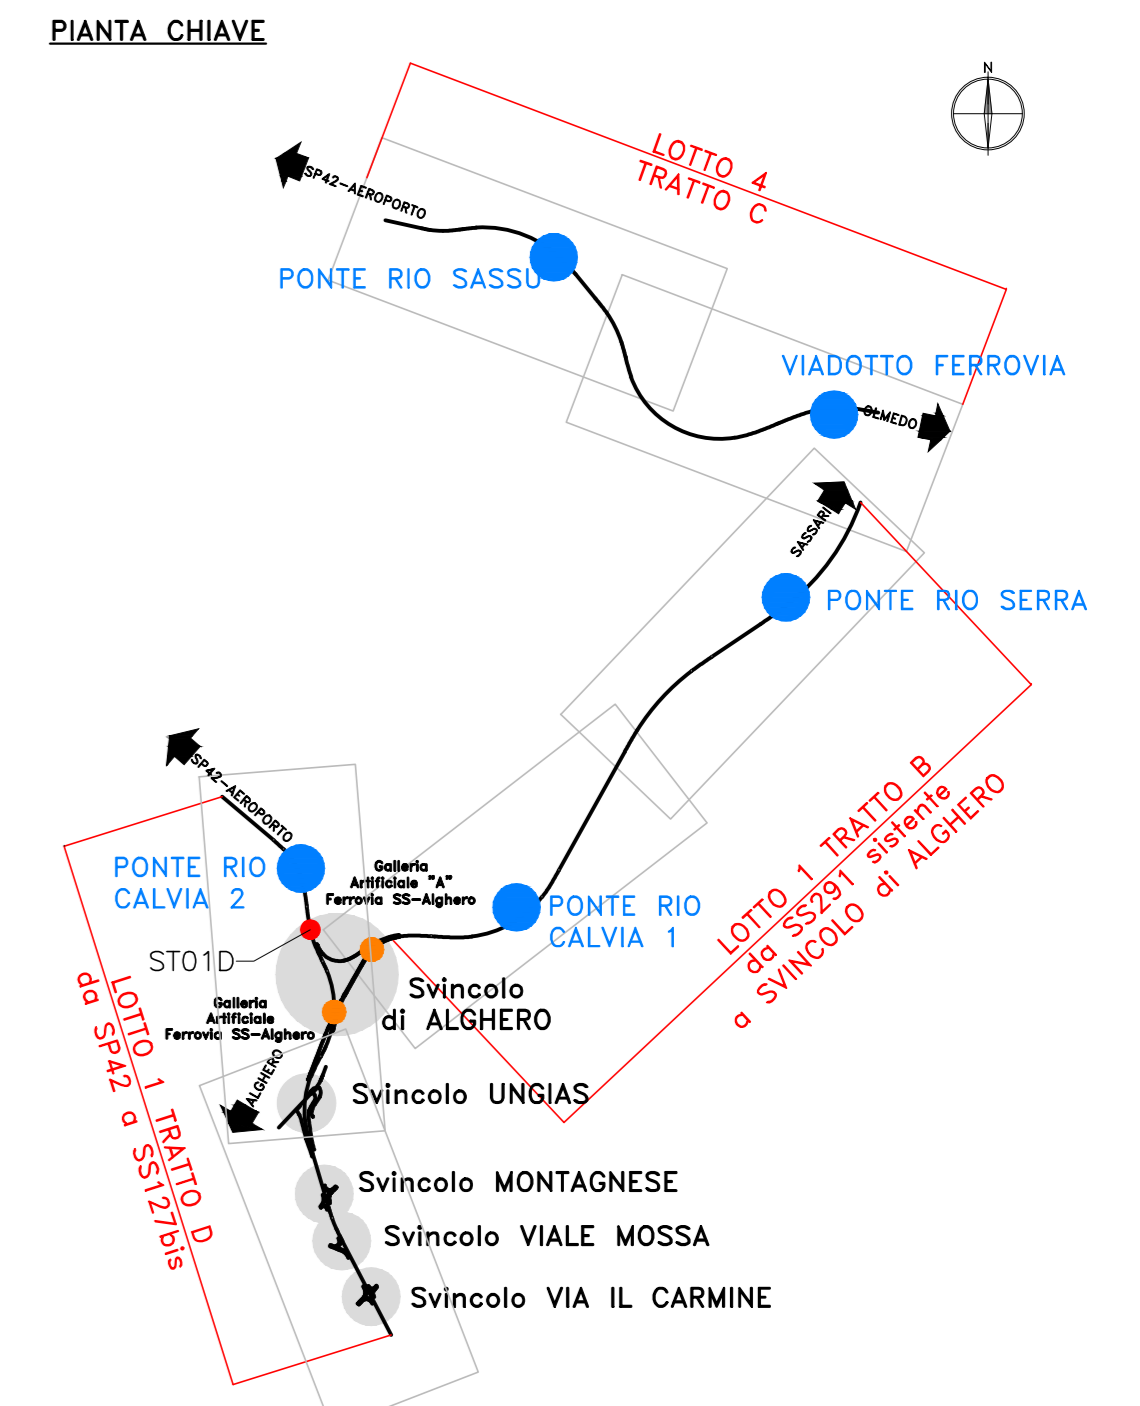 PIANTA CHIAVE
N
LOTTO 4
TRATTO C
SP42-AEROPORTO
PONTE RIO SASSU
VIADOTTO FERROVIA
OLMEDO
SASSARI
PONTE RIO SERRA
SP42-AEROPORTO
PONTE RIO
CALVIA 2
Galleria
Artificiale "A"
Ferrovia SS-Alghero
PONTE RIO
CALVIA 1
LOTTO 1 TRATTO B
da SS291 sistente
a SVINCOLO di ALGHERO
ST01D
Svincolo
di ALGHERO
Galleria
Artificiale
Ferrovia SS-Alghero
ALGHERO
LOTTO 1 TRATTO D
da SP42 a SS127bis
Svincolo UNGIAS
Svincolo MONTAGNESE
Svincolo VIALE MOSSA
Svincolo VIA IL CARMINE